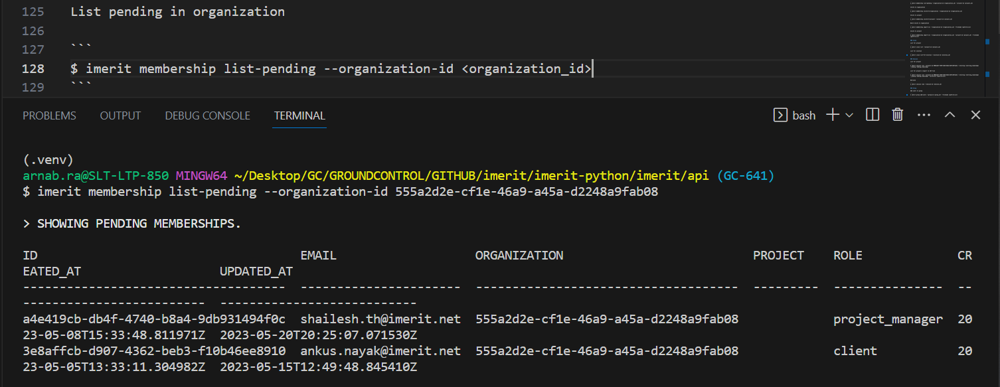 125 List pending in organization
126
127 ```
128 $ imerit membership list-pending --organization-id <organization_id>
129 ```
PROBLEMS OUTPUT DEBUG CONSOLE TERMINAL bash
(.venv)
arnab.ra@SLT-LTP-850 MINGW64 ~/Desktop/GC/GROUNDCONTROL/GITHUB/imerit/imerit-python/imerit/api (GC-641)
$ imerit membership list-pending --organization-id 555a2d2e-cf1e-46a9-a45a-d2248a9fab08
> SHOWING PENDING MEMBERSHIPS.
ID EMAIL ORGANIZATION PROJECT ROLE CR
EATED_AT UPDATED_AT
------------------------------------ ---------------------- ------------------------------------ --------- --------------- --
------------------------- ---------------------------
a4e419cb-db4f-4740-b8a4-9db931494f0c shailesh.th@imerit.net 555a2d2e-cf1e-46a9-a45a-d2248a9fab08 project_manager 20
23-05-08T15:33:48.811971Z 2023-05-20T20:25:07.071530Z
3e8affcb-d907-4362-beb3-f10b46ee8910 ankus.nayak@imerit.net 555a2d2e-cf1e-46a9-a45a-d2248a9fab08 client 20
23-05-05T13:33:11.304982Z 2023-05-15T12:49:48.845410Z